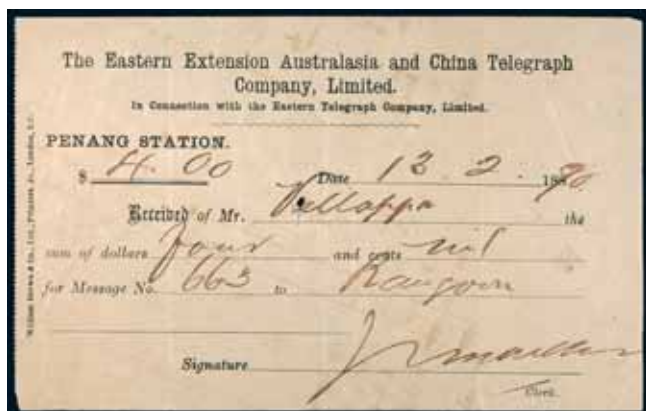 The Eastern Extension Australasia and China Telegraph
Company, Limited.
In Connection with the Eastern Telegraph Company, Limited.
PENANG STATION.
$ 4.00 Date 13. 2. 1890
Received of Mr. Vellappa the
sum of dollars four and cents nil
for Message No. 663 to Rangoon
Signature
Clerk.